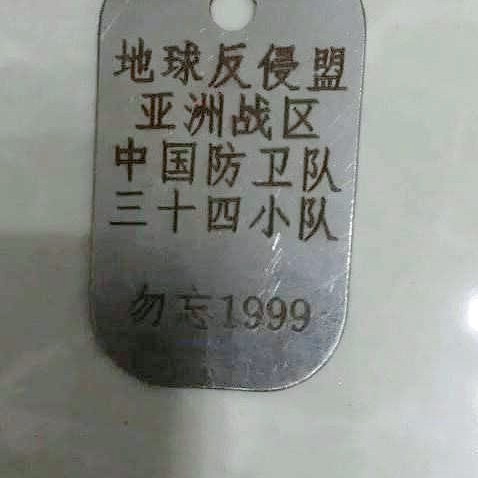 地球反侵盟
亚洲战区
中国防卫队
三十四小队
勿忘1999